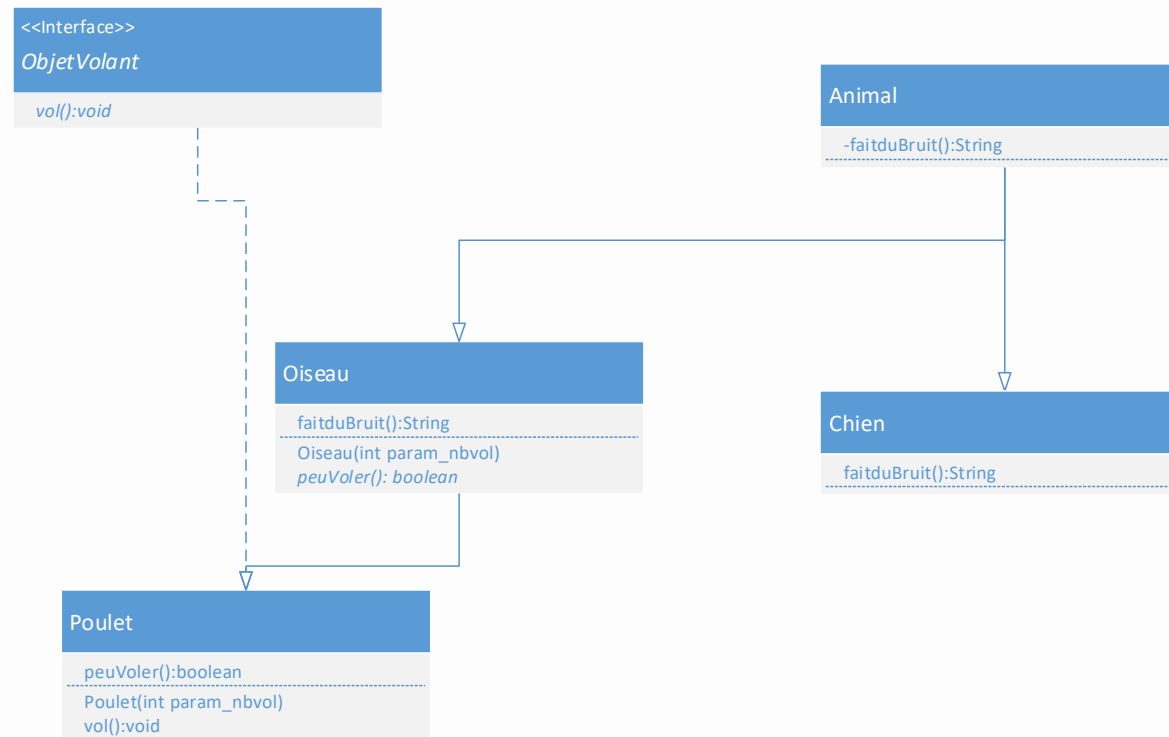 <<Interface>>
ObjetVolant
vol():void
Animal
-faitduBruit():String
Oiseau
faitduBruit():String
Oiseau(int param_nbvol)
peuVoler(): boolean
Chien
faitduBruit():String
Poulet
peuVoler():boolean
Poulet(int param_nbvol)
vol():void